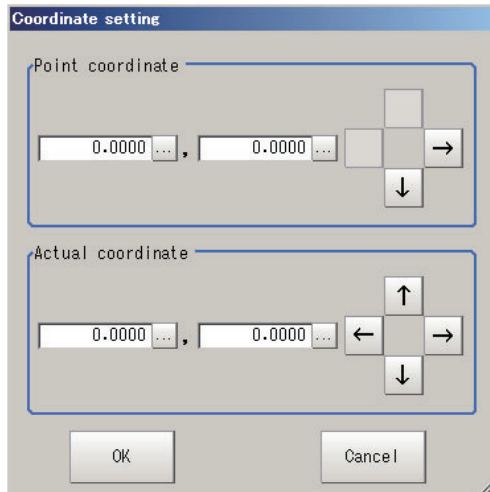 Coordinate setting
Point coordinate
0.0000 ... , 0.0000 ... →
↓
Actual coordinate
↑
0.0000 ... , 0.0000 ... ← →
↓
OK Cancel